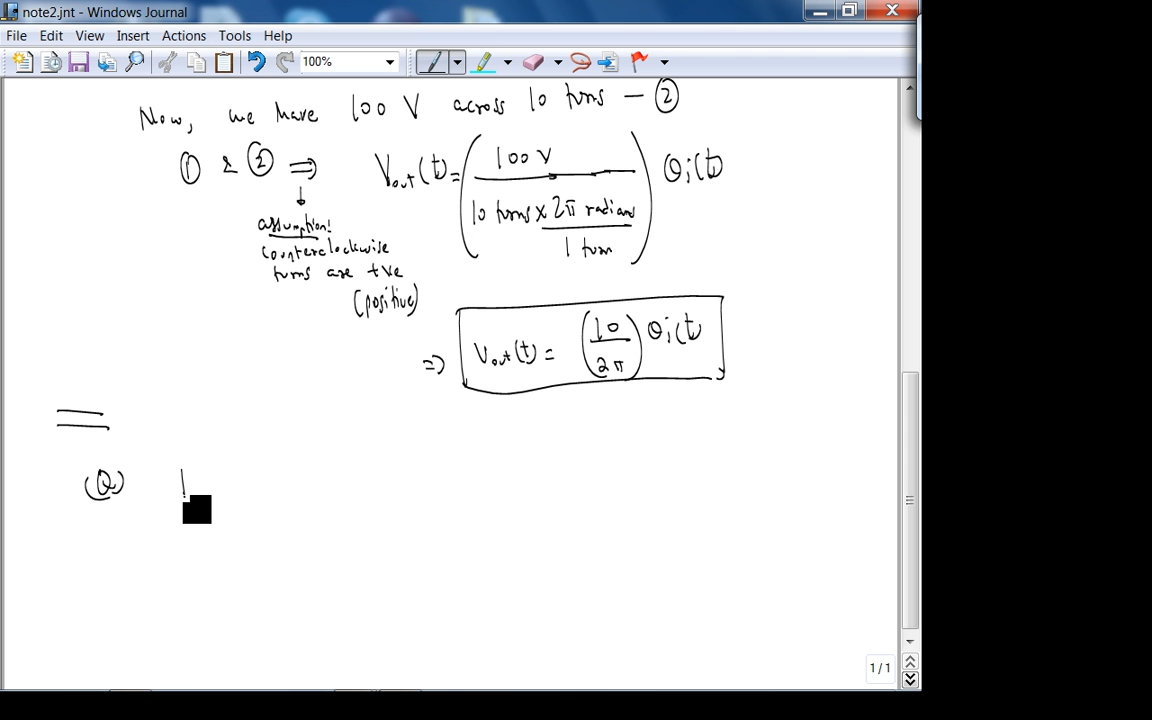 note2.jnt - Windows Journal
File Edit View Insert Actions Tools Help
100%
Now, we have 100 V across 10 turns — ②
① & ② ⇒ Vout(t) = (100 V / (10 turns × 2π radians / 1 turn)) θi(t)
↓
assumption:
counterclockwise
turns are +ve
(positive)
⇒ Vout(t) = (10/2π) θi(t)
(Q)
1/1